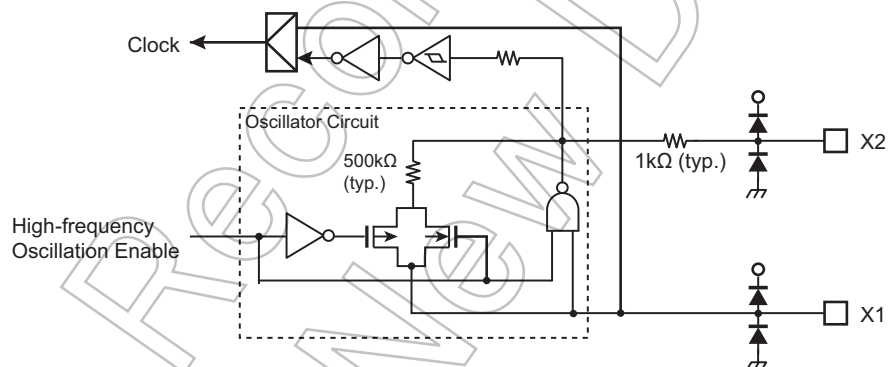 Clock
Oscillator Circuit
500kΩ
(typ.)
1kΩ (typ.)
X2
High-frequency
Oscillation Enable
X1